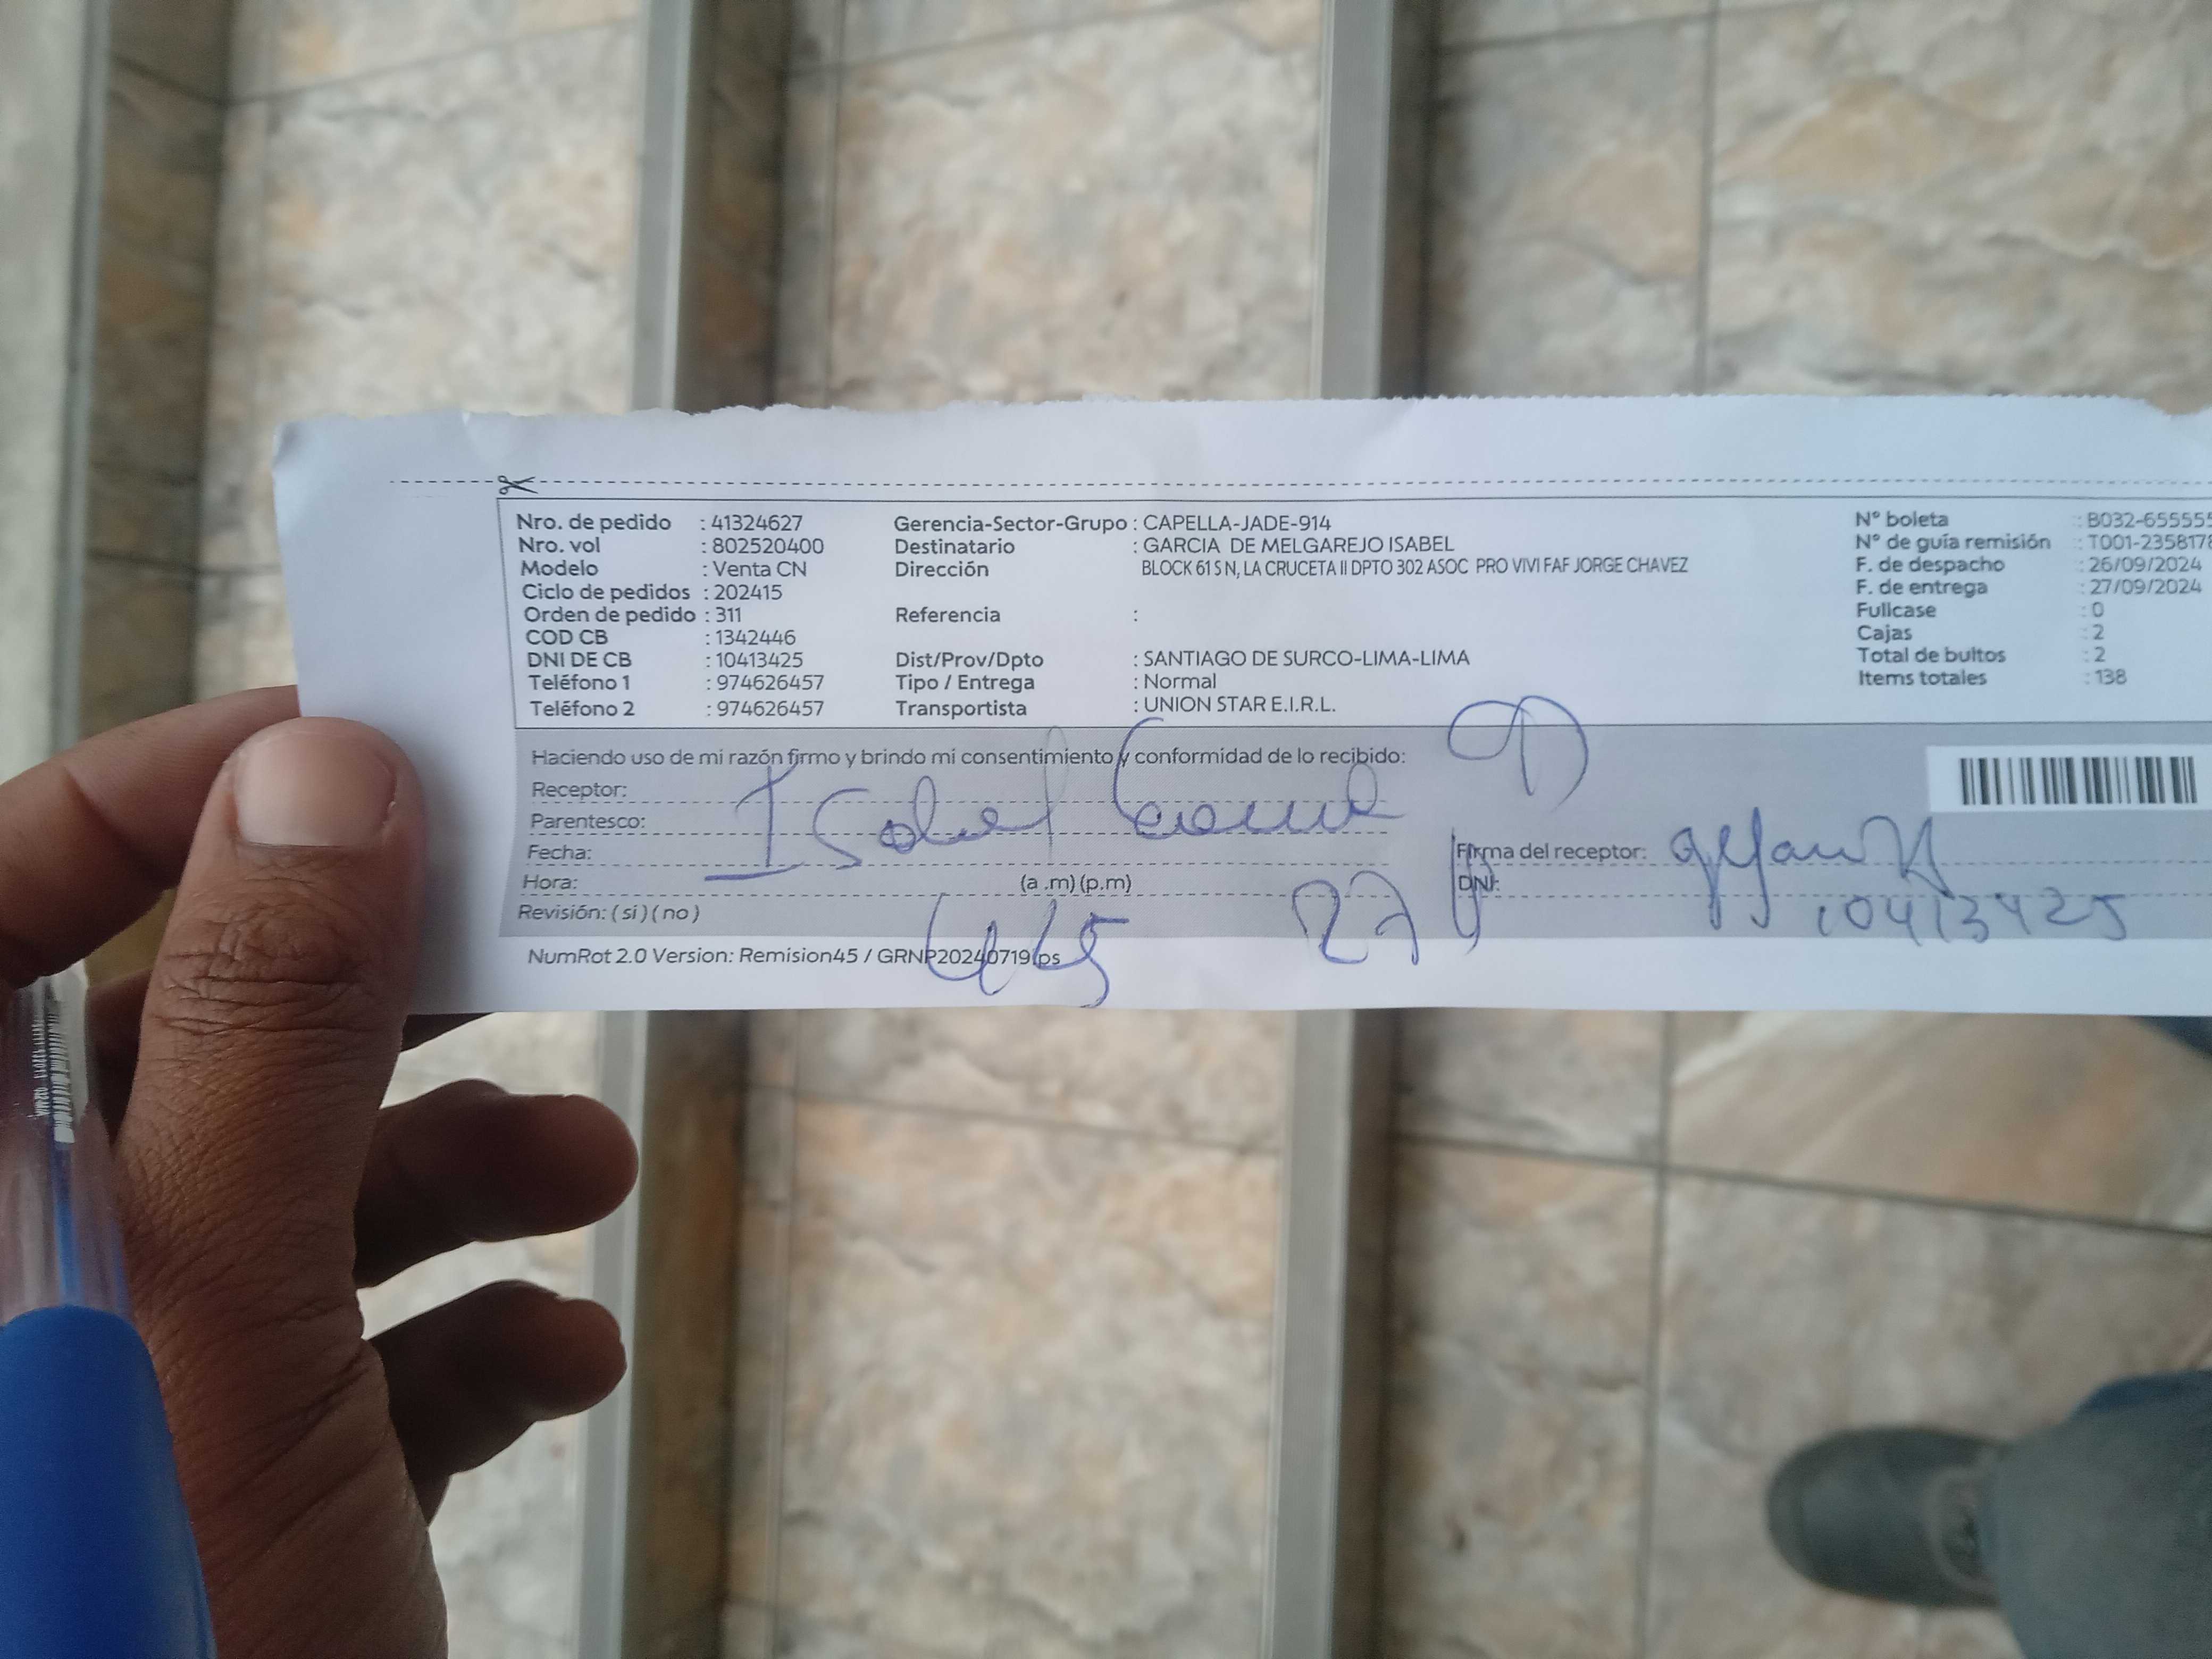 Nro. de pedido : 41324627 Gerencia-Sector-Grupo : CAPELLA-JADE-914 N° boleta : B032-655555
Nro. vol : 802520400 Destinatario : GARCIA DE MELGAREJO ISABEL N° de guía remisión : T001-2358178
Modelo : Venta CN Dirección BLOCK 61 S N, LA CRUCETA II DPTO 302 ASOC PRO VIVI FAF JORGE CHAVEZ F. de despacho : 26/09/2024
Ciclo de pedidos : 202415 F. de entrega : 27/09/2024
Orden de pedido : 311 Referencia : Fullcase : 0
COD CB : 1342446 Cajas : 2
DNI DE CB : 10413425 Dist/Prov/Dpto : SANTIAGO DE SURCO-LIMA-LIMA Total de bultos : 2
Teléfono 1 : 974626457 Tipo / Entrega : Normal Items totales : 138
Teléfono 2 : 974626457 Transportista : UNION STAR E.I.R.L.
Haciendo uso de mi razón firmo y brindo mi consentimiento y conformidad de lo recibido:
Receptor:
Parentesco: Isabel
Fecha: Firma del receptor:
Hora: (a .m) (p.m) DNI: 10413425
Revisión: ( si ) ( no ) 27
NumRot 2.0 Version: Remision45 / GRNP20240719fps